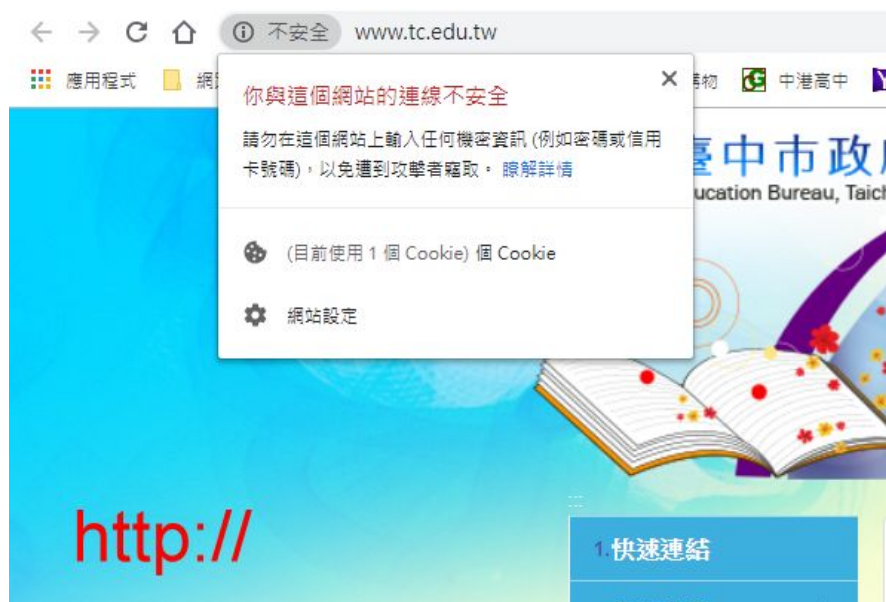 不安全 www.tc.edu.tw
應用程式
中港高中
你與這個網站的連線不安全
請勿在這個網站上輸入任何機密資訊 (例如密碼或信用
卡號碼),以免遭到攻擊者竊取。 瞭解詳情
(目前使用 1 個 Cookie) 個 Cookie
網站設定
臺中市政
ucation Bureau, Taich
http://
1.快速連結